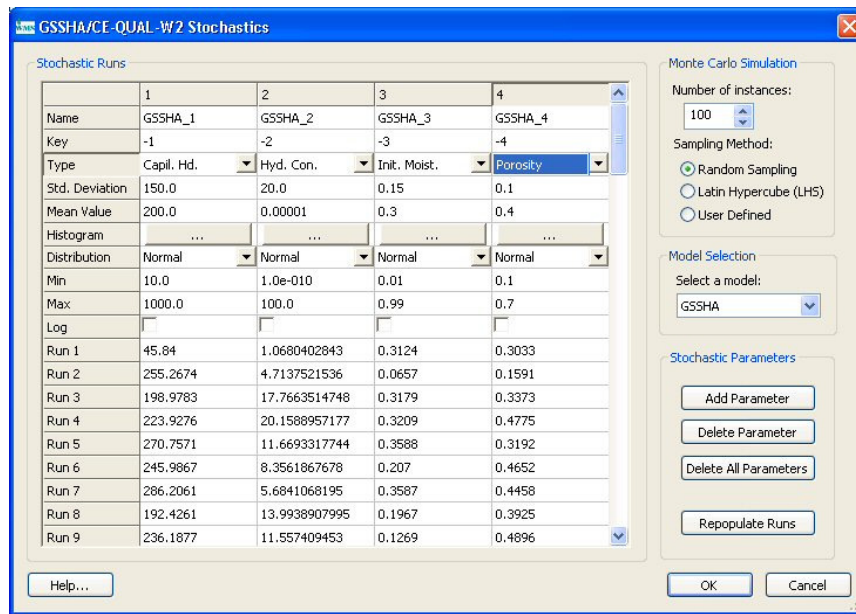 WMS GSSHA/CE-QUAL-W2 Stochastics
Stochastic Runs
1 2 3 4
Name GSSHA_1 GSSHA_2 GSSHA_3 GSSHA_4
Key -1 -2 -3 -4
Type Capil. Hd. Hyd. Con. Init. Moist. Porosity
Std. Deviation 150.0 20.0 0.15 0.1
Mean Value 200.0 0.00001 0.3 0.4
Histogram ... ... ... ...
Distribution Normal Normal Normal Normal
Min 10.0 1.0e-010 0.01 0.1
Max 1000.0 100.0 0.99 0.7
Log
Run 1 45.84 1.0680402843 0.3124 0.3033
Run 2 255.2674 4.7137521536 0.0657 0.1591
Run 3 198.9783 17.7663514748 0.3179 0.3373
Run 4 223.9276 20.1588957177 0.3209 0.4775
Run 5 270.7571 11.6693317744 0.3588 0.3192
Run 6 245.9867 8.3561867678 0.207 0.4652
Run 7 286.2061 5.6841068195 0.3587 0.4458
Run 8 192.4261 13.9938907995 0.1967 0.3925
Run 9 236.1877 11.557409453 0.1269 0.4896
Monte Carlo Simulation
Number of instances:
100
Sampling Method:
Random Sampling
Latin Hypercube (LHS)
User Defined
Model Selection
Select a model:
GSSHA
Stochastic Parameters
Add Parameter
Delete Parameter
Delete All Parameters
Repopulate Runs
Help... OK Cancel